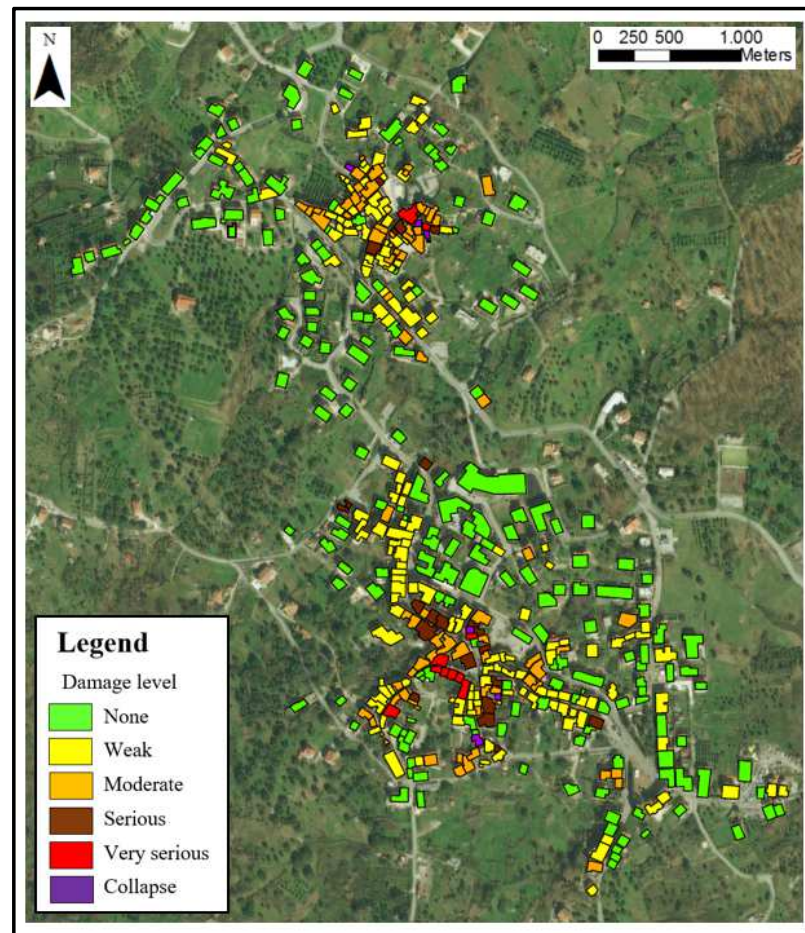 N
0 250 500 1.000
Meters
Legend
Damage level
None
Weak
Moderate
Serious
Very serious
Collapse